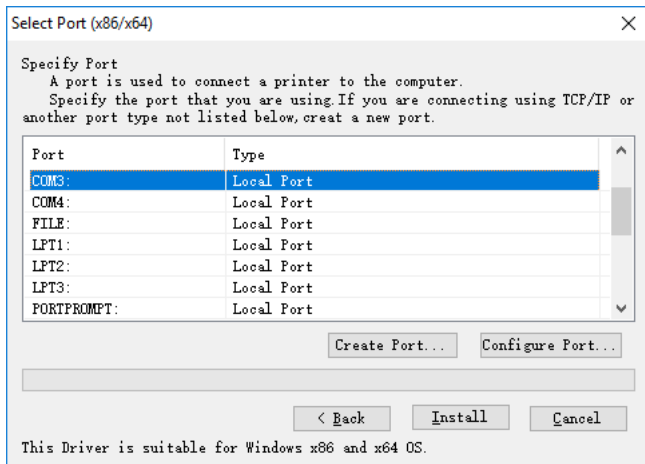 Select Port (x86/x64)
Specify Port
A port is used to connect a printer to the computer.
Specify the port that you are using.If you are connecting using TCP/IP or
another port type not listed below,creat a new port.
Port Type
COM3: Local Port
COM4: Local Port
FILE: Local Port
LPT1: Local Port
LPT2: Local Port
LPT3: Local Port
PORTPROMPT: Local Port
Create Port... Configure Port...
< Back Install Cancel
This Driver is suitable for Windows x86 and x64 OS.